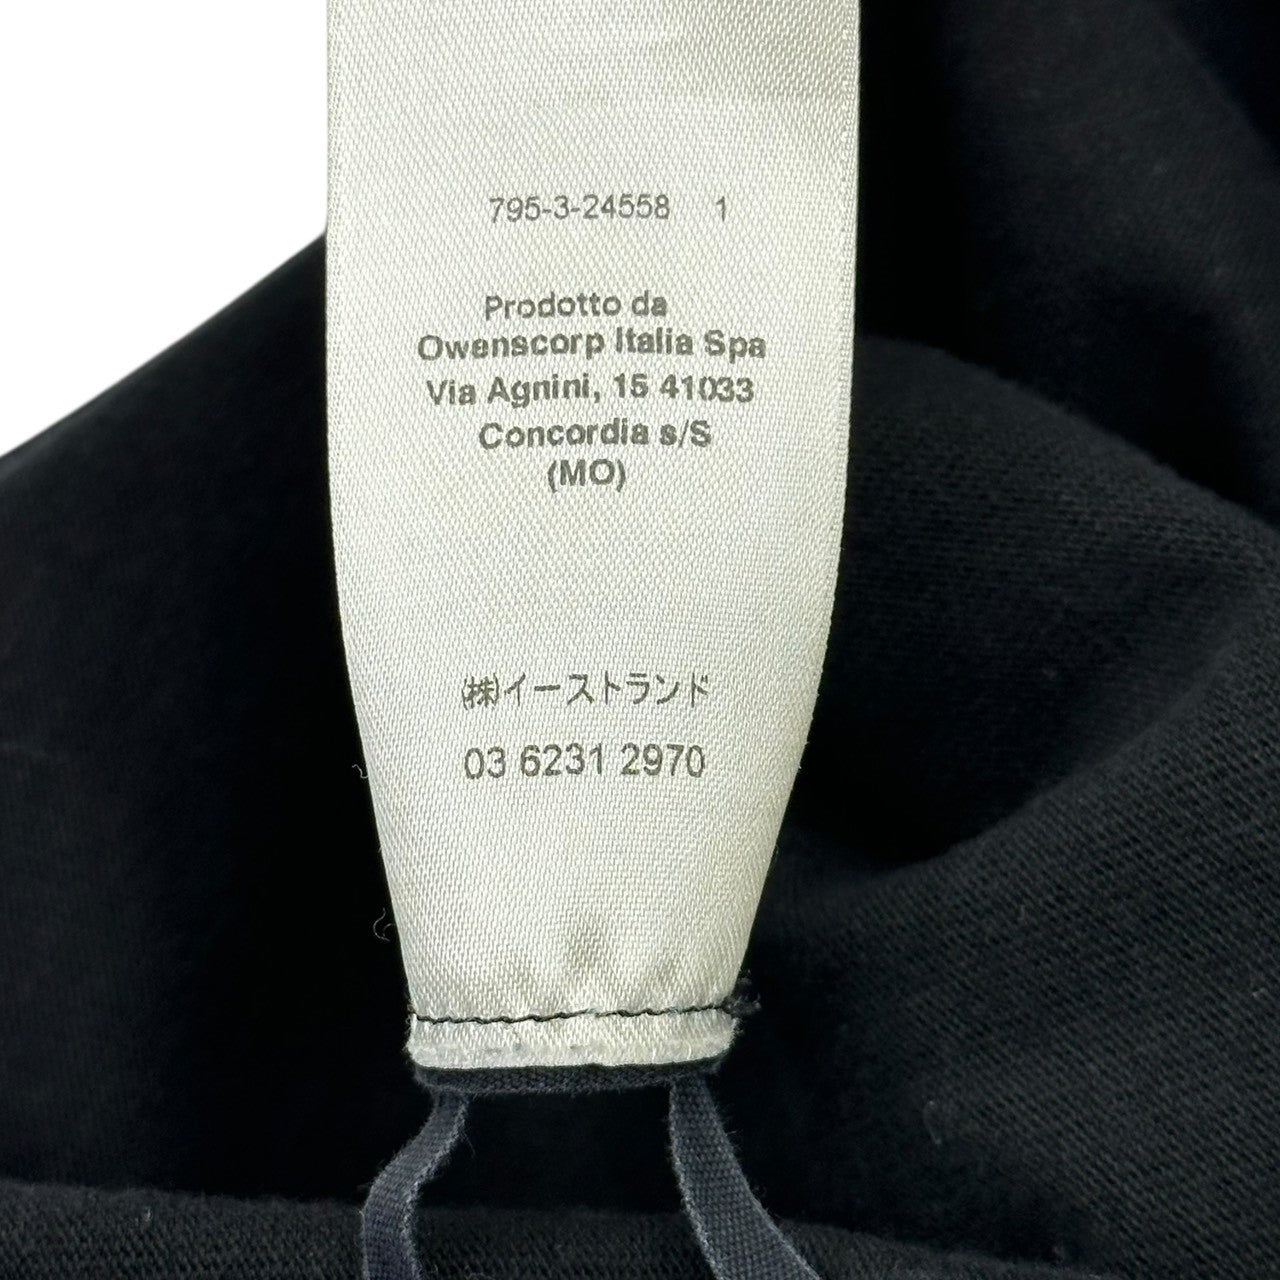 795-3-24558 1
Prodotto da
Owenscorp Italia Spa
Via Agnini, 15 41033
Concordia s/S
(MO)
(株)イーストランド
03 6231 2970